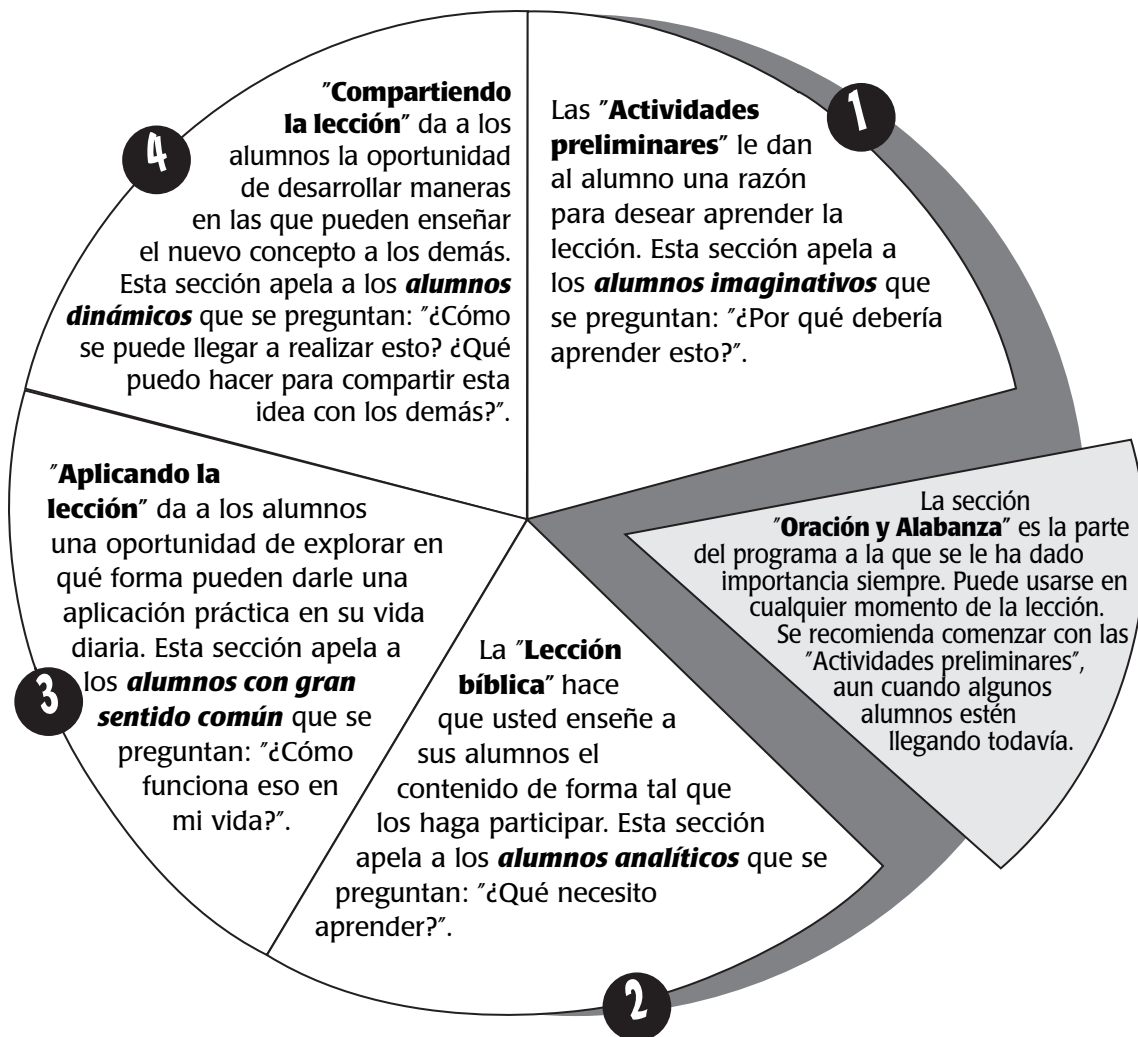 1
Las "Actividades
preliminares" le dan
al alumno una razón
para desear aprender la
lección. Esta sección apela a
los alumnos imaginativos que
se preguntan: "¿Por qué debería
aprender esto?".
La sección
"Oración y Alabanza" es la parte
del programa a la que se le ha dado
importancia siempre. Puede usarse en
cualquier momento de la lección.
Se recomienda comenzar con las
"Actividades preliminares",
aun cuando algunos
alumnos estén
llegando todavía.
2
La "Lección
bíblica" hace
que usted enseñe a
sus alumnos el
contenido de forma tal que
los haga participar. Esta sección
apela a los alumnos analíticos que se
preguntan: "¿Qué necesito
aprender?".
3
"Aplicando la
lección" da a los alumnos
una oportunidad de explorar en
qué forma pueden darle una
aplicación práctica en su vida
diaria. Esta sección apela a
los alumnos con gran
sentido común que se
preguntan: "¿Cómo
funciona eso en
mi vida?".
4
"Compartiendo
la lección" da a los
alumnos la oportunidad
de desarrollar maneras
en las que pueden enseñar
el nuevo concepto a los demás.
Esta sección apela a los alumnos
dinámicos que se preguntan: "¿Cómo
se puede llegar a realizar esto? ¿Qué
puedo hacer para compartir esta
idea con los demás?".